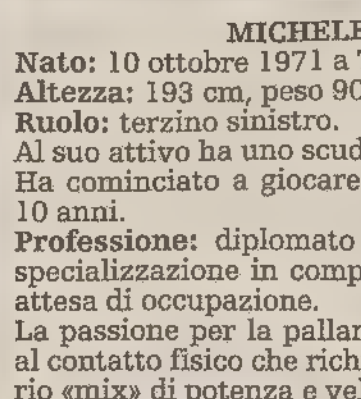 MICHELE
Nato: 10 ottobre 1971 a
Altezza: 193 cm, peso 90
Ruolo: terzino sinistro.
Al suo attivo ha uno scud
Ha cominciato a giocare
10 anni.
Professione: diplomato
specializzazione in comp
attesa di occupazione.
La passione per la pallar
al contatto fisico che rich
rio «mix» di potenza e vel